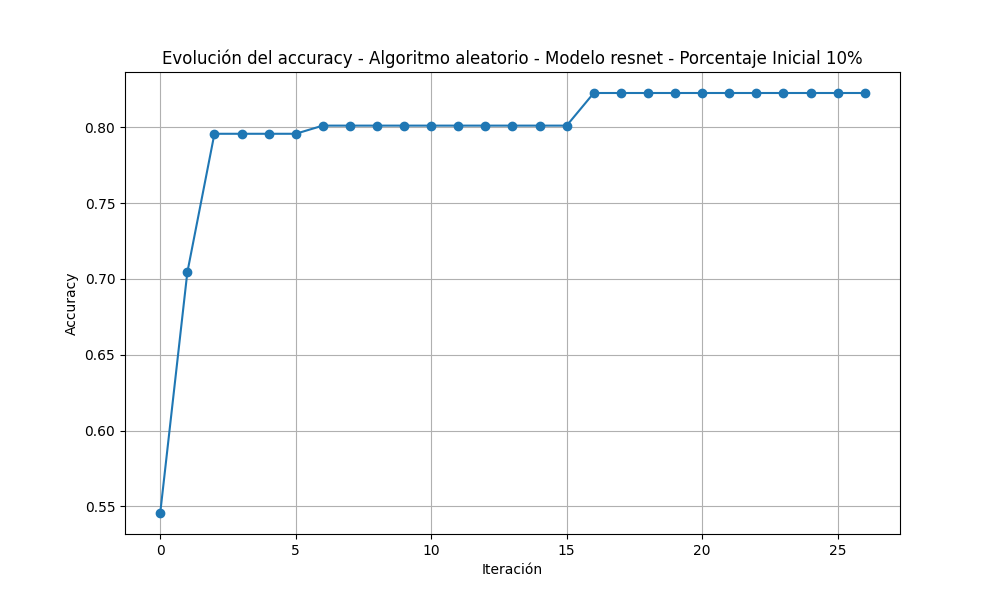 Evolución del accuracy - Algoritmo aleatorio - Modelo resnet - Porcentaje Inicial 10%
0.80
0.75
0.70
0.65
0.60
0.55
Accuracy
0 5 10 15 20 25
Iteración